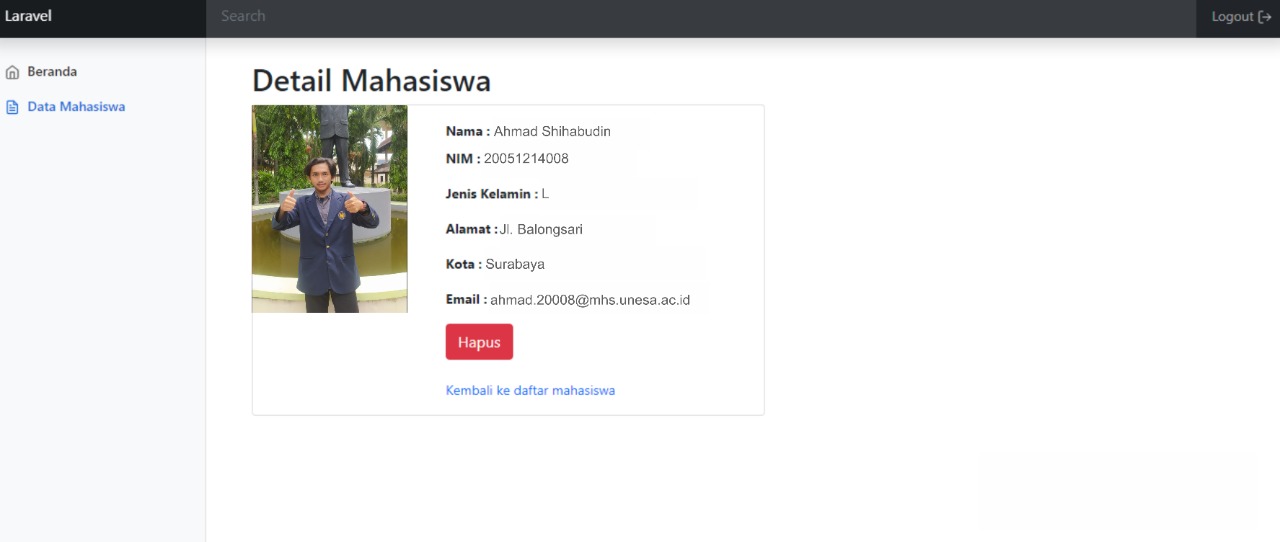 Laravel
Search
Logout
Beranda
Data Mahasiswa
Detail Mahasiswa
Nama : Ahmad Shihabudin
NIM : 20051214008
Jenis Kelamin : L
Alamat : Jl. Balongsari
Kota : Surabaya
Email : ahmad.20008@mhs.unesa.ac.id
Hapus
Kembali ke daftar mahasiswa